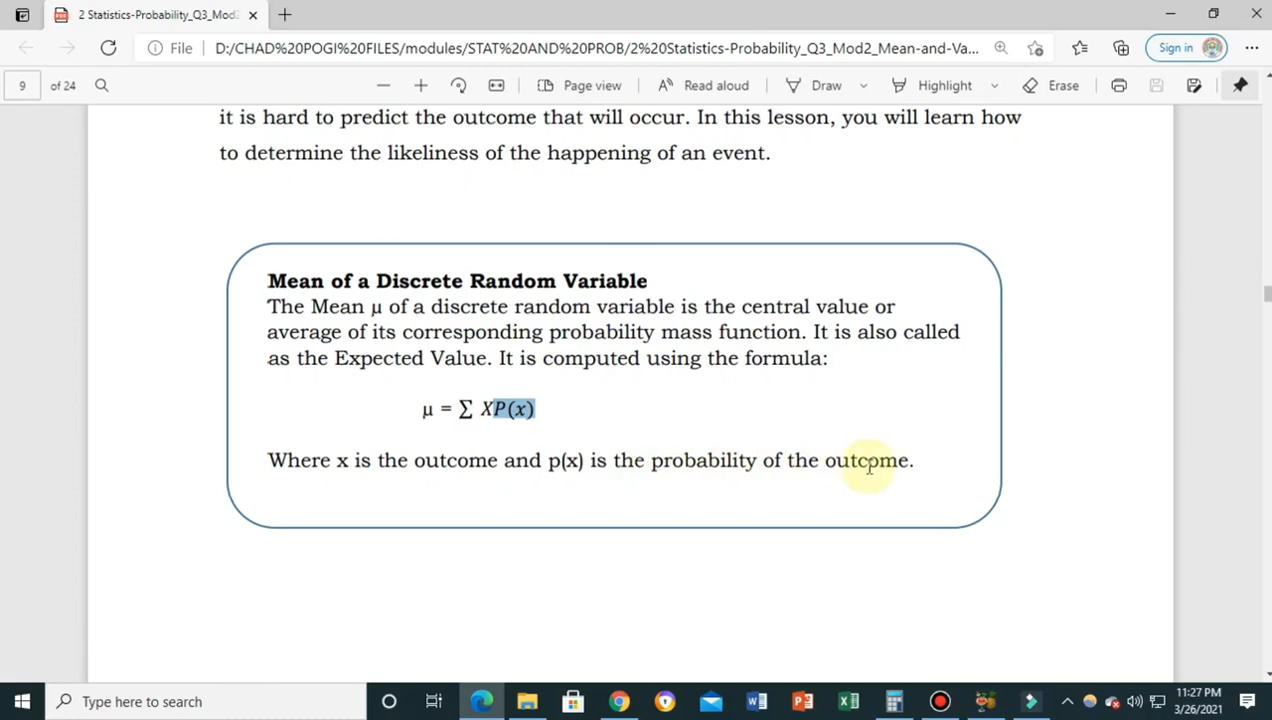 2 Statistics-Probability_Q3_Mod2
File
D:/CHAD%20POGI%20FILES/modules/STAT%20AND%20PROB/2%20Statistics-Probability_Q3_Mod2_Mean-and-Va...
Sign in
9 of 24
Page view
Read aloud
Draw
Highlight
Erase
it is hard to predict the outcome that will occur. In this lesson, you will learn how
to determine the likeliness of the happening of an event.
Mean of a Discrete Random Variable
The Mean µ of a discrete random variable is the central value or
average of its corresponding probability mass function. It is also called
as the Expected Value. It is computed using the formula:
µ = ∑ XP(x)
Where x is the outcome and p(x) is the probability of the outcome.
Type here to search
11:27 PM
3/26/2021